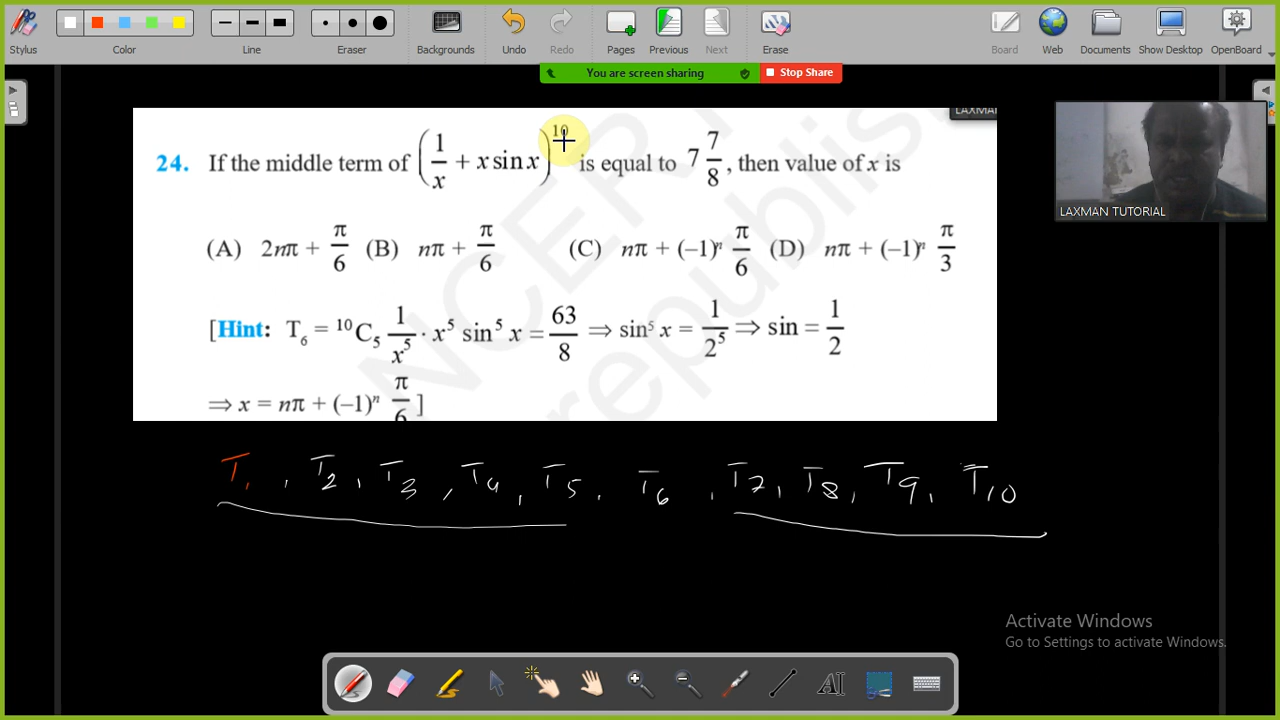 Stylus Color Line Eraser Backgrounds Undo Redo Pages Previous Next Erase Board Web Documents Show Desktop OpenBoard
You are screen sharing Stop Share
LAXMAN
24. If the middle term of (1/x + x sin x)^10 is equal to 7 7/8, then value of x is
LAXMAN TUTORIAL
(A) 2nπ + π/6 (B) nπ + π/6 (C) nπ + (–1)^n π/6 (D) nπ + (–1)^n π/3
[Hint: T_6 = ^10C_5 1/x^5 · x^5 sin^5 x = 63/8 ⇒ sin^5 x = 1/2^5 ⇒ sin = 1/2
⇒ x = nπ + (–1)^n π/6 ]
T1, T2, T3, T4, T5, T6, T7, T8, T9, T10
Activate Windows
Go to Settings to activate Windows.
AI